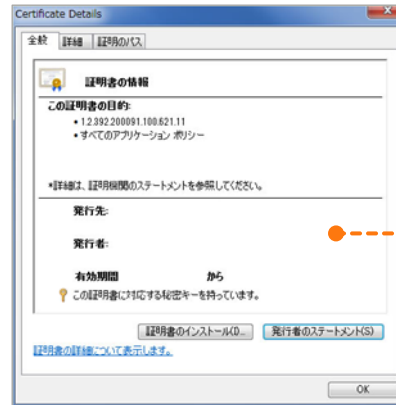 Certificate Details
全般 詳細 証明のパス
証明書の情報
この証明書の目的:
• 1.2.392.200091.100.621.11
• すべてのアプリケーション ポリシー
*詳細は、証明機関のステートメントを参照してください。
発行先:
発行者:
有効期間 から
この証明書に対応する秘密キーを持っています。
証明書のインストール(I)... 発行者のステートメント(S)
証明書の詳細について表示します。
OK